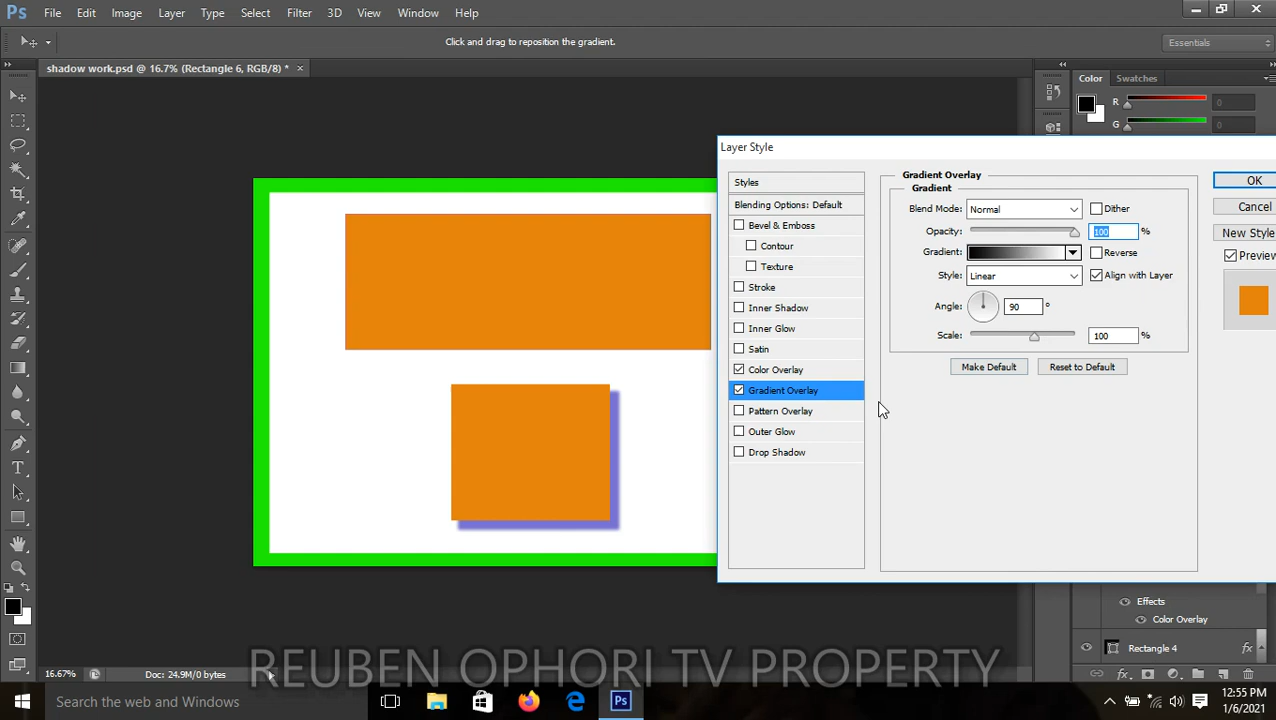 Ps File Edit Image Layer Type Select Filter 3D View Window Help
Click and drag to reposition the gradient.
Essentials
shadow work.psd @ 16.7% (Rectangle 6, RGB/8) * ×
Color Swatches
R 0
G 0
Layer Style
Styles
Blending Options: Default
Bevel & Emboss
Contour
Texture
Stroke
Inner Shadow
Inner Glow
Satin
Color Overlay
Gradient Overlay
Pattern Overlay
Outer Glow
Drop Shadow
Gradient Overlay
Gradient
Blend Mode: Normal Dither
Opacity: 100 %
Gradient: Reverse
Style: Linear Align with Layer
Angle: 90 °
Scale: 100 %
Make Default Reset to Default
OK
Cancel
New Style
Preview
Effects
Color Overlay
Rectangle 4 fx
16.67% Doc: 24.9M/0 bytes
REUBEN OPHORI TV PROPERTY
Search the web and Windows
Ps
12:55 PM
1/6/2021